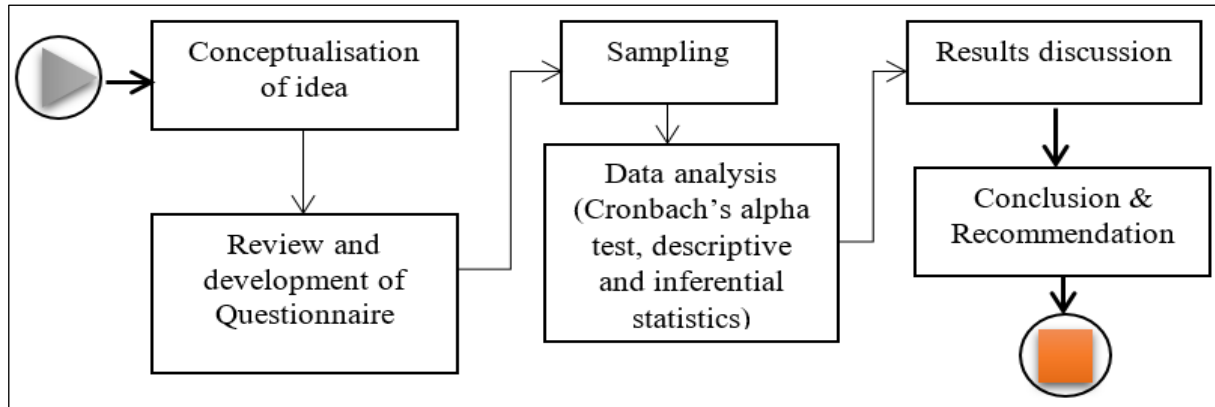 Conceptualisation
of idea
Review and
development of
Questionnaire
Sampling
Data analysis
(Cronbach’s alpha
test, descriptive
and inferential
statistics)
Results discussion
Conclusion &
Recommendation